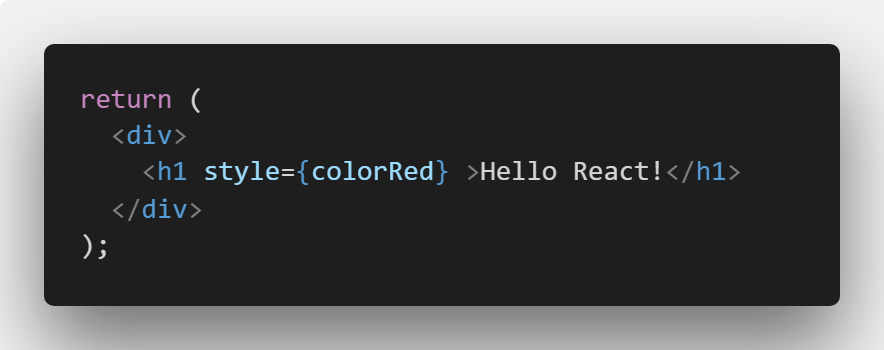 return (
  <div>
    <h1 style={colorRed} >Hello React!</h1>
  </div>
);